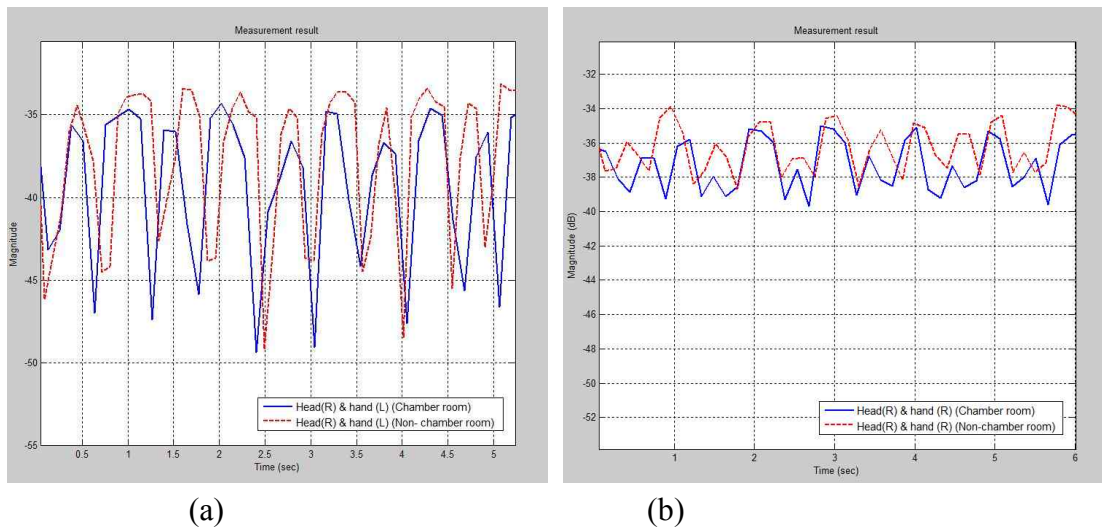 Measurement result
Magnitude
-35
-40
-45
-50
-55
0.5
1
1.5
2
2.5
3
3.5
4
4.5
5
Time (sec)
Head(R) & hand (L) (Chamber room)
Head(R) & hand (L) (Non- chamber room)
(a)
Measurement result
Magnitude (dB)
-32
-34
-36
-38
-40
-42
-44
-46
-48
-50
-52
1
2
3
4
5
6
Time (sec)
Head(R) & hand (R) (Chamber room)
Head(R) & hand (R) (Non-chamber room)
(b)